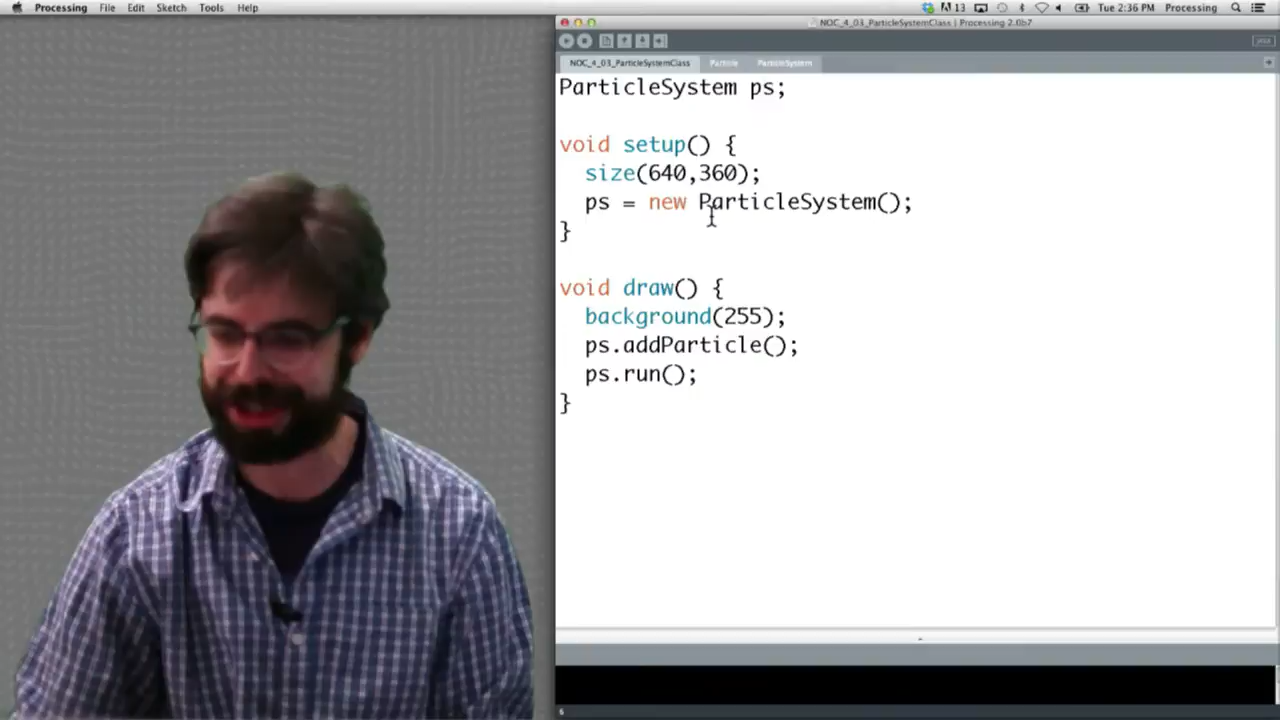 Processing File Edit Sketch Tools Help 13 Tue 2:36 PM Processing
NOC_4_03_ParticleSystemClass | Processing 2.0b7
NOC_4_03_ParticleSystemClass Particle ParticleSystem
ParticleSystem ps;
void setup() {
size(640,360);
ps = new ParticleSystem();
}
void draw() {
background(255);
ps.addParticle();
ps.run();
}